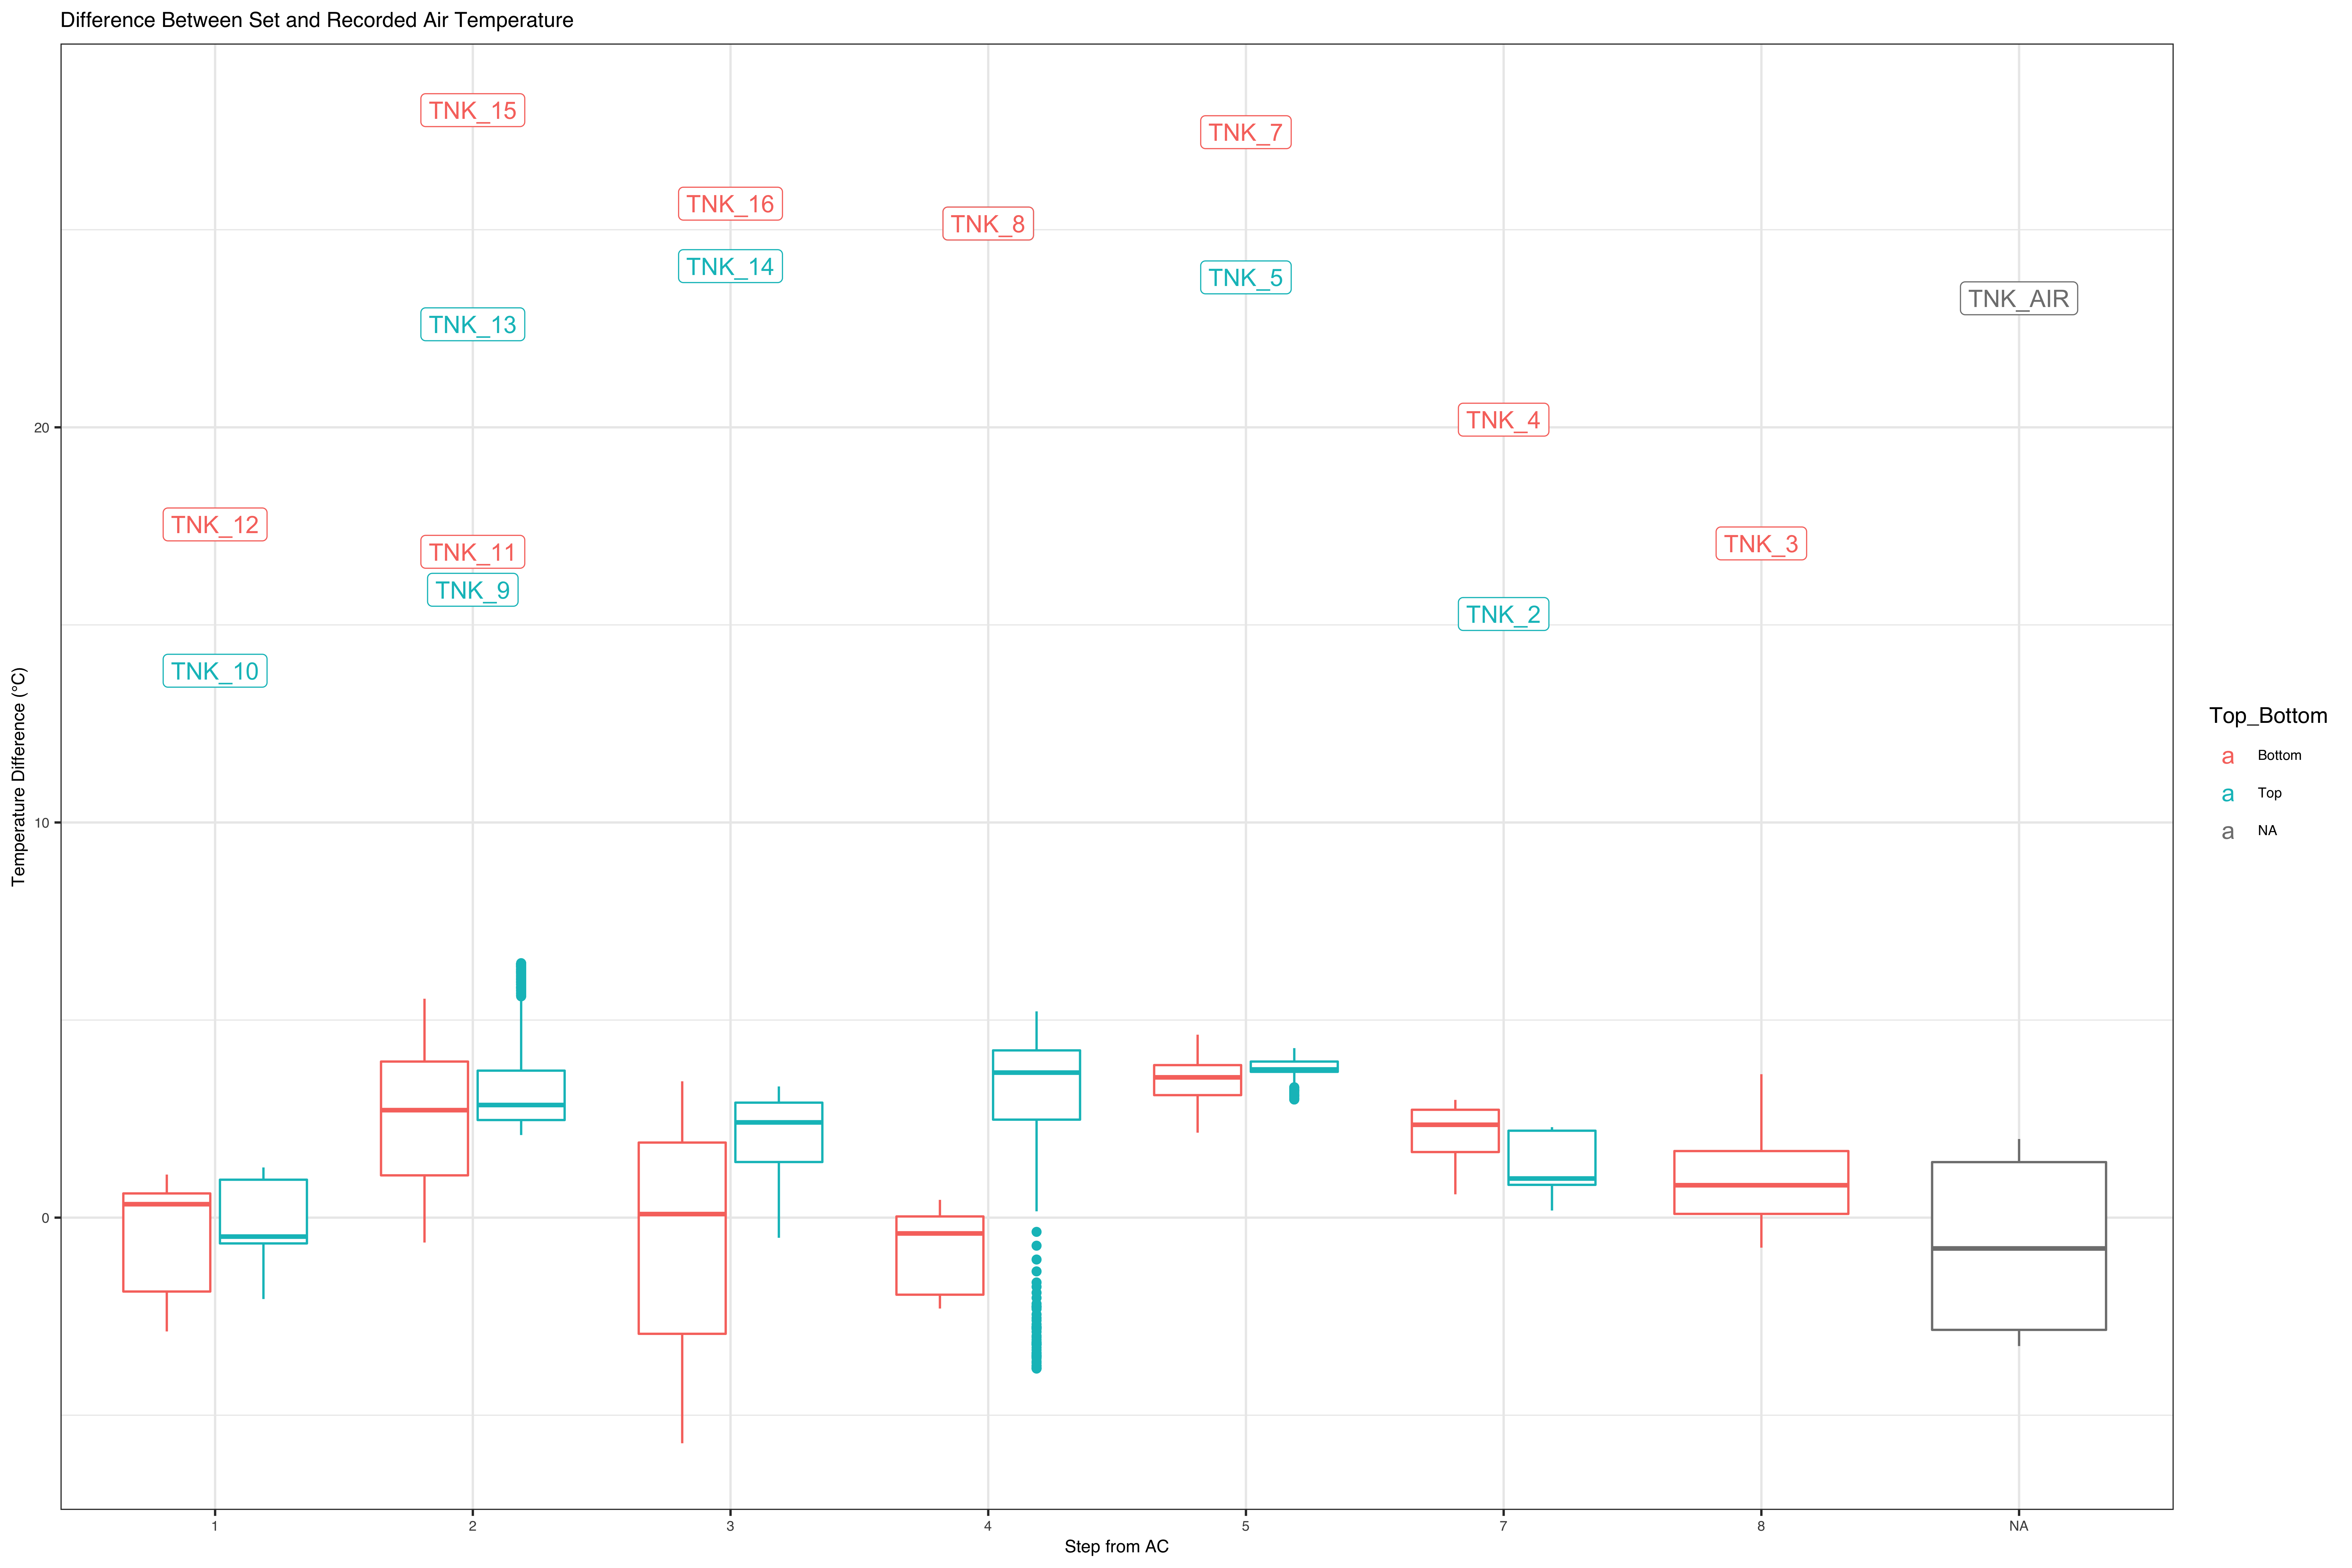 Difference Between Set and Recorded Air Temperature
TNK_15
TNK_7
TNK_16
TNK_8
TNK_14
TNK_5
TNK_AIR
TNK_13
20
TNK_4
TNK_12
TNK_3
TNK_11
TNK_9
TNK_2
TNK_10
Temperature Difference (°C)
Top_Bottom
a Bottom
a Top
a NA
10
0
1 2 3 4 5 7 8 NA
Step from AC